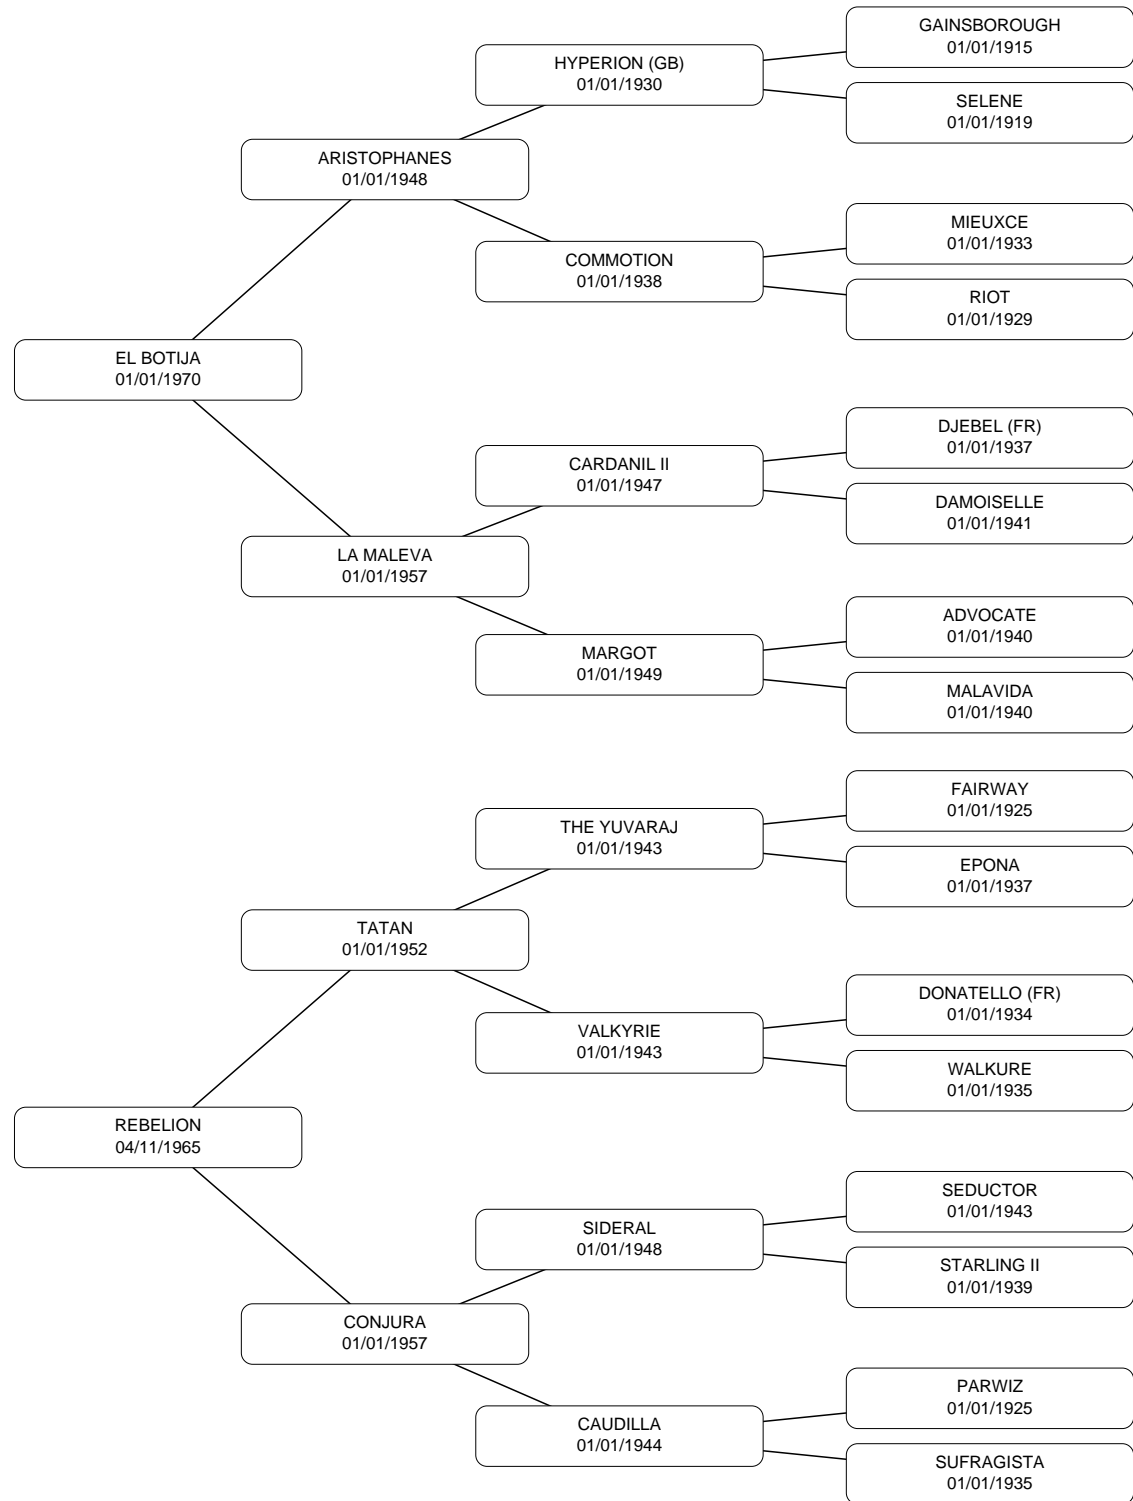 GAINSBOROUGH
01/01/1915
HYPERION (GB)
01/01/1930
SELENE
01/01/1919
ARISTOPHANES
01/01/1948
MIEUXCE
01/01/1933
COMMOTION
01/01/1938
RIOT
01/01/1929
EL BOTIJA
01/01/1970
DJEBEL (FR)
01/01/1937
CARDANIL II
01/01/1947
DAMOISELLE
01/01/1941
LA MALEVA
01/01/1957
ADVOCATE
01/01/1940
MARGOT
01/01/1949
MALAVIDA
01/01/1940
FAIRWAY
01/01/1925
THE YUVARAJ
01/01/1943
EPONA
01/01/1937
TATAN
01/01/1952
DONATELLO (FR)
01/01/1934
VALKYRIE
01/01/1943
WALKURE
01/01/1935
REBELION
04/11/1965
SEDUCTOR
01/01/1943
SIDERAL
01/01/1948
STARLING II
01/01/1939
CONJURA
01/01/1957
PARWIZ
01/01/1925
CAUDILLA
01/01/1944
SUFRAGISTA
01/01/1935